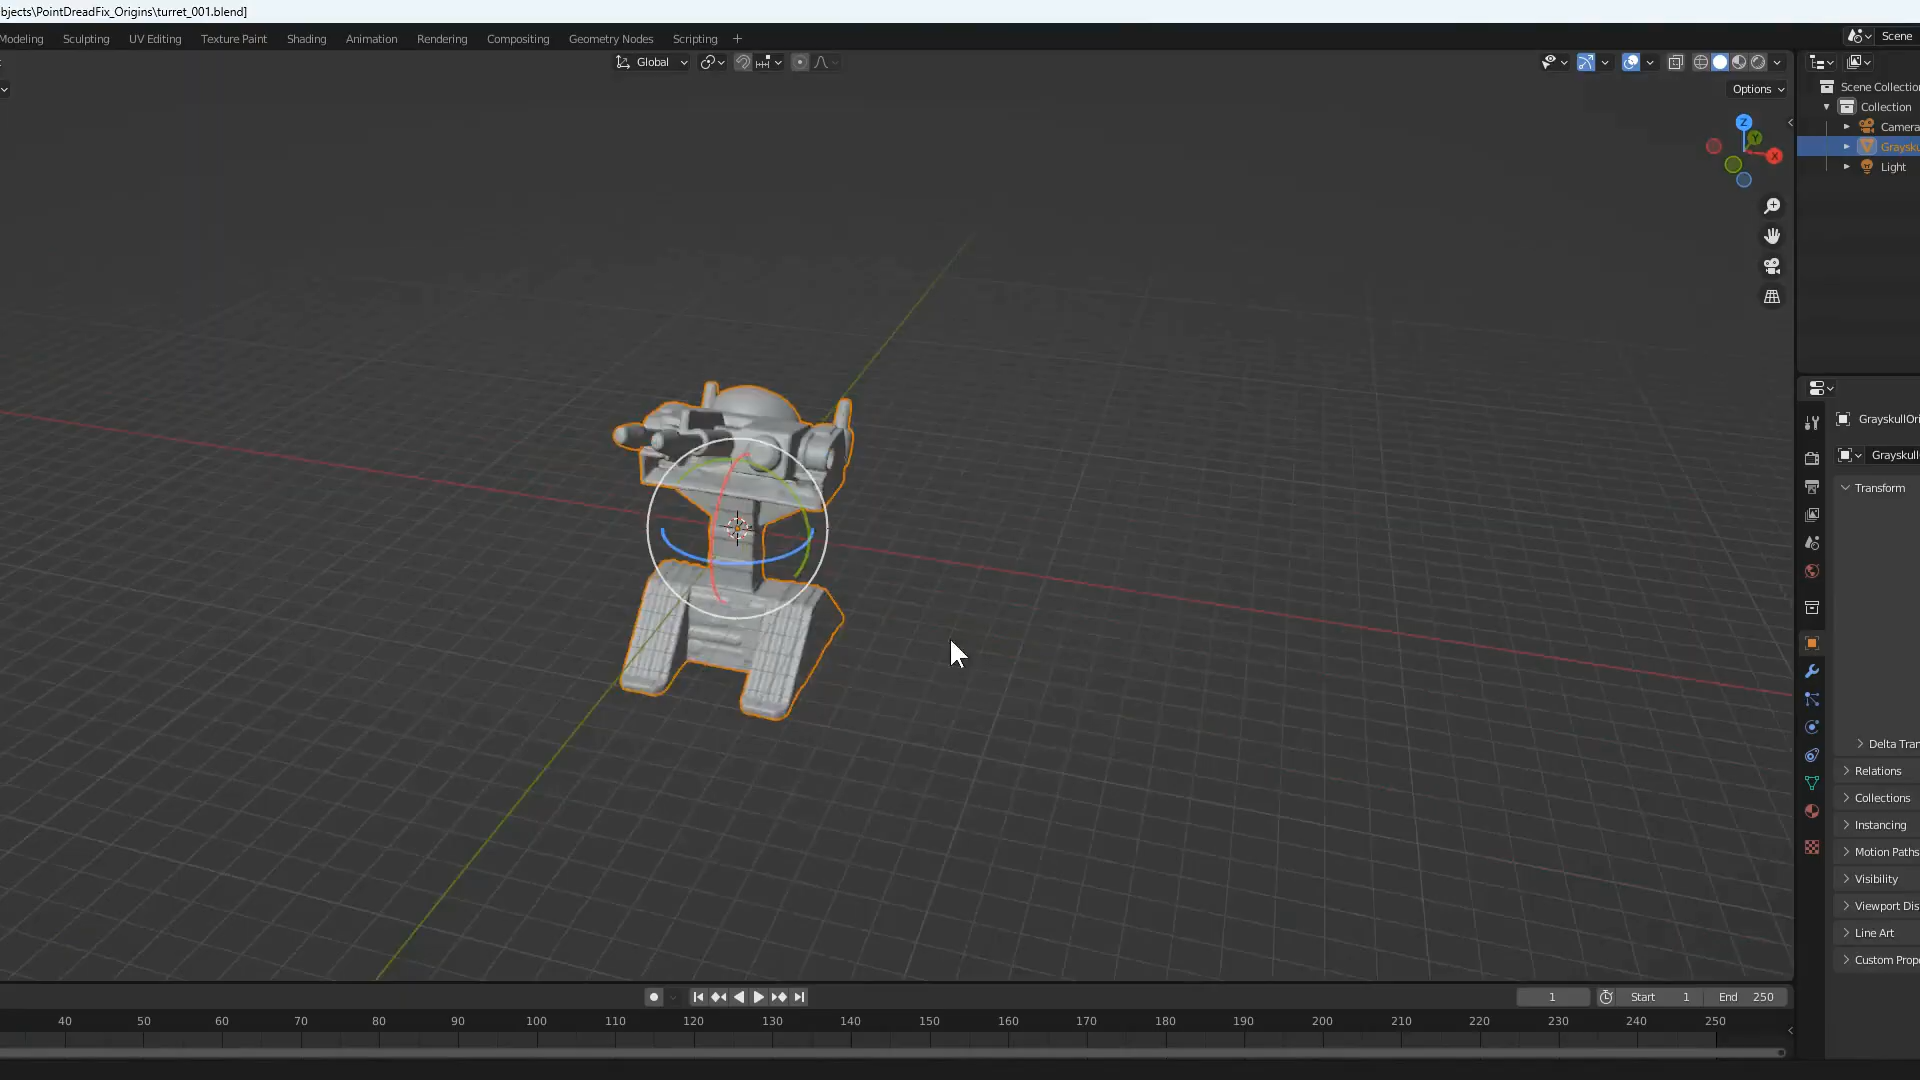 bjects\PointDreadFix_Origins\turret_001.blend]
Modeling Sculpting UV Editing Texture Paint Shading Animation Rendering Compositing Geometry Nodes Scripting + Scene
Global
Options
Scene Collectio
Collection
Z
Y
Camera
X
Graysku
Light
GrayskullOri
Grayskull
Transform
Delta Tran
Relations
Collections
Instancing
Motion Paths
Visibility
Viewport Dis
Line Art
Custom Prope
1 Start 1 End 250
40 50 60 70 80 90 100 110 120 130 140 150 160 170 180 190 200 210 220 230 240 250